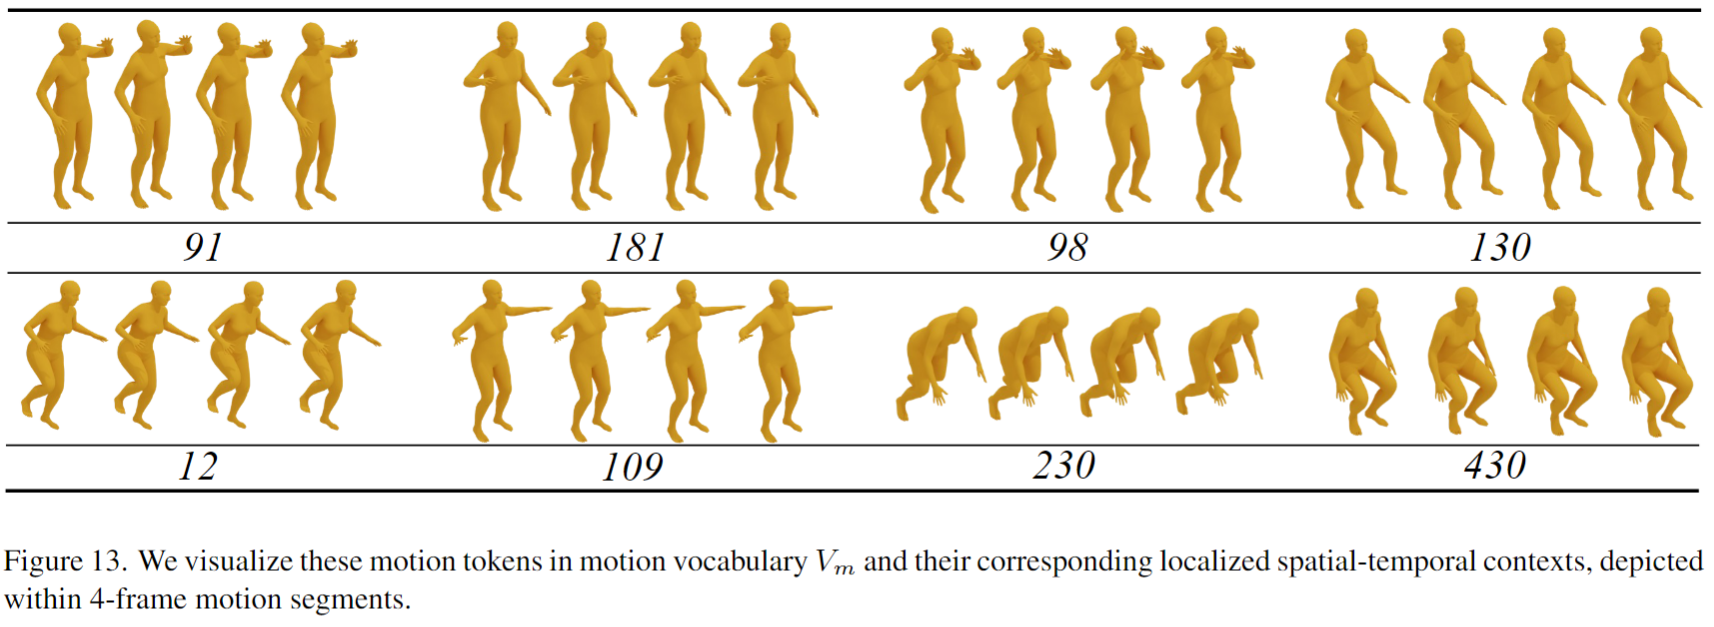 91 181 98 130
12 109 230 430
Figure 13. We visualize these motion tokens in motion vocabulary Vₘ and their corresponding localized spatial-temporal contexts, depicted
within 4-frame motion segments.